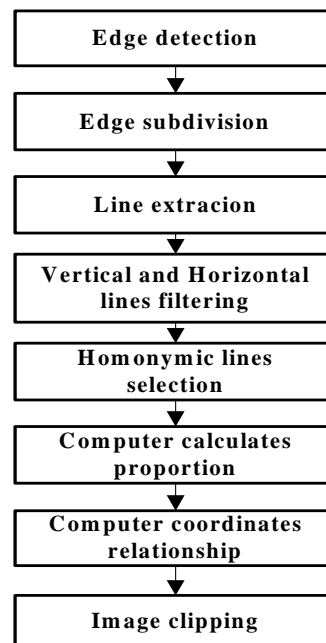 Edge detection
Edge subdivision
Line extracion
Vertical and Horizontal
lines filtering
Homonymic lines
selection
Computer calculates
proportion
Computer coordinates
relationship
Image clipping